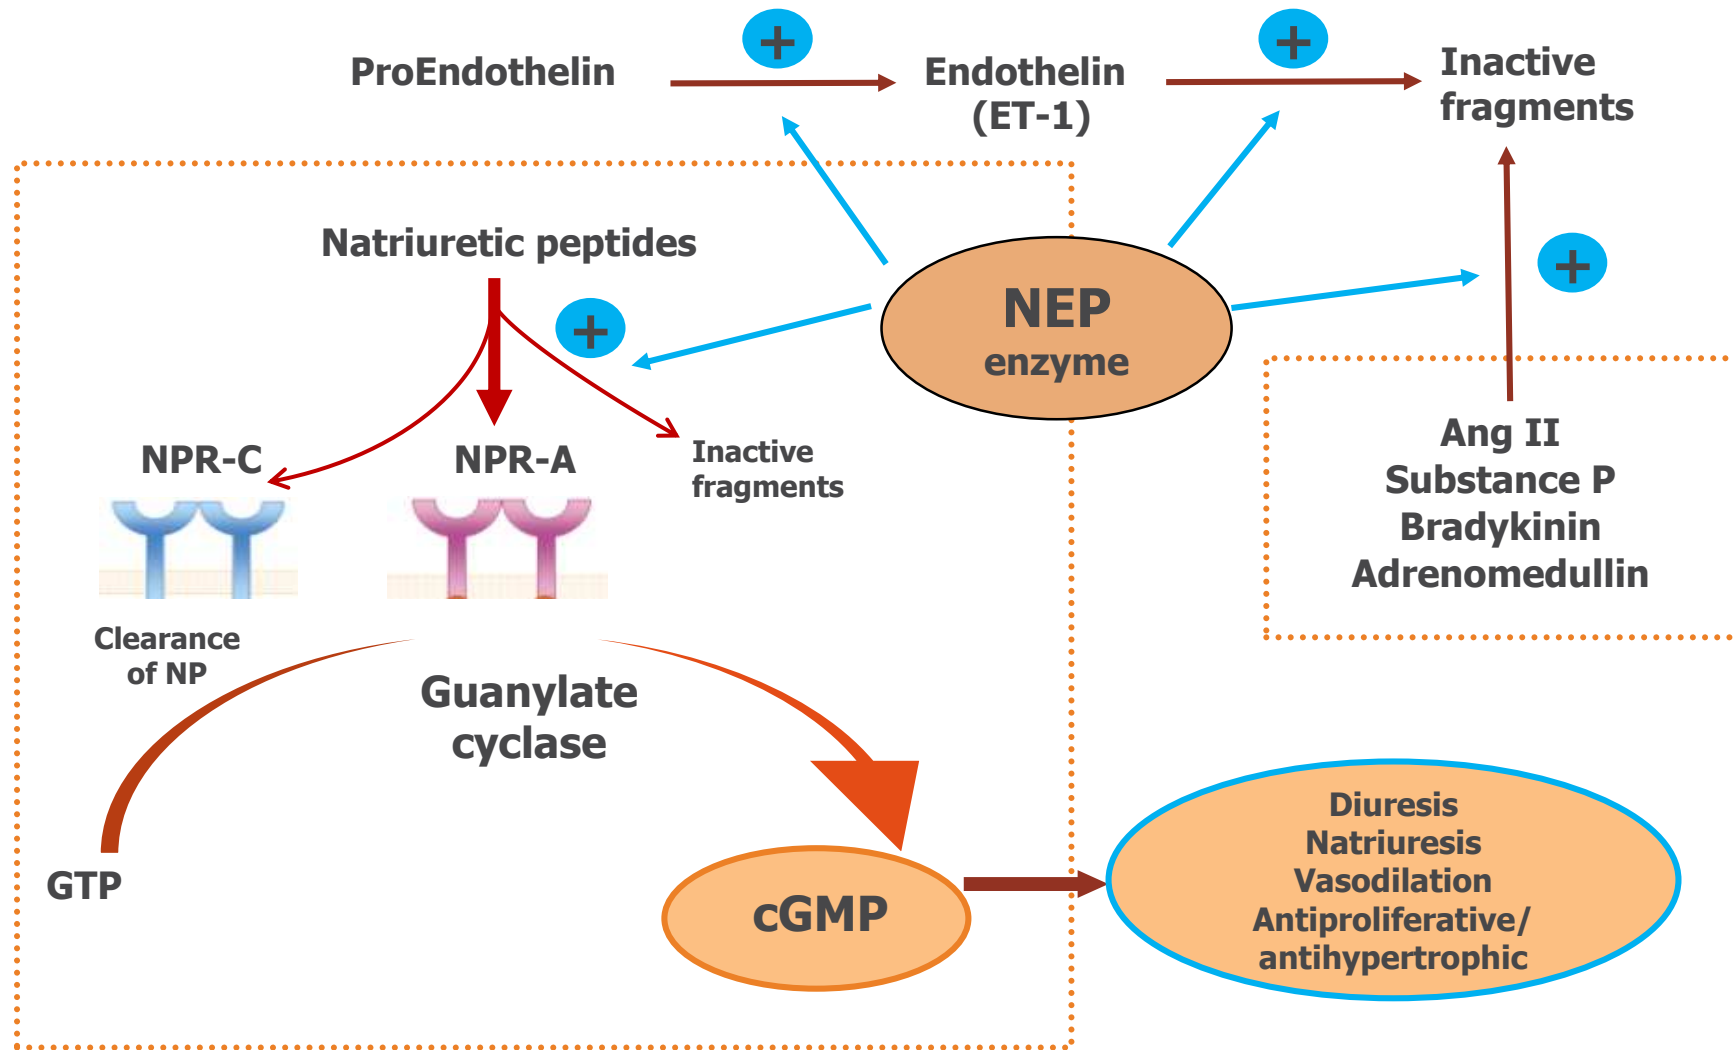 +
+
ProEndothelin
Endothelin
(ET-1)
Inactive
fragments
Natriuretic peptides
+
+
NEP
enzyme
NPR-C
NPR-A
Inactive
fragments
Ang II
Substance P
Bradykinin
Adrenomedullin
Clearance
of NP
Guanylate
cyclase
GTP
cGMP
Diuresis
Natriuresis
Vasodilation
Antiproliferative/
antihypertrophic